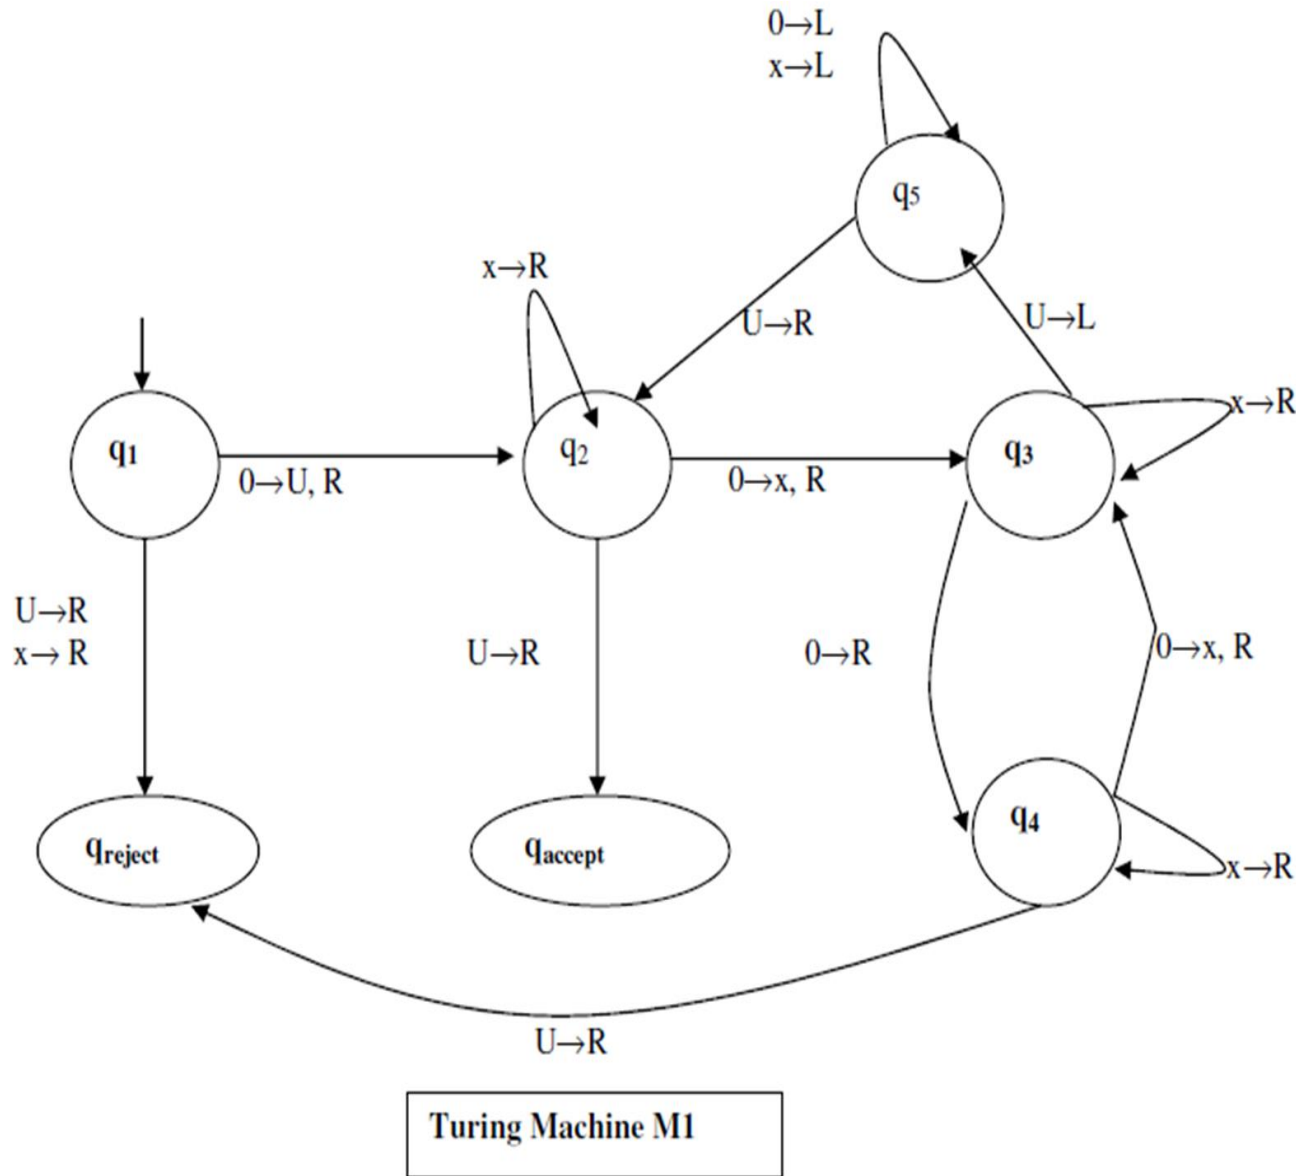 0→L
x→L
q5
x→R
U→R
U→L
q1
0→U, R
q2
0→x, R
q3
x→R
U→R
x→ R
U→R
0→R
0→x, R
qreject
qaccept
q4
x→R
U→R
Turing Machine M1